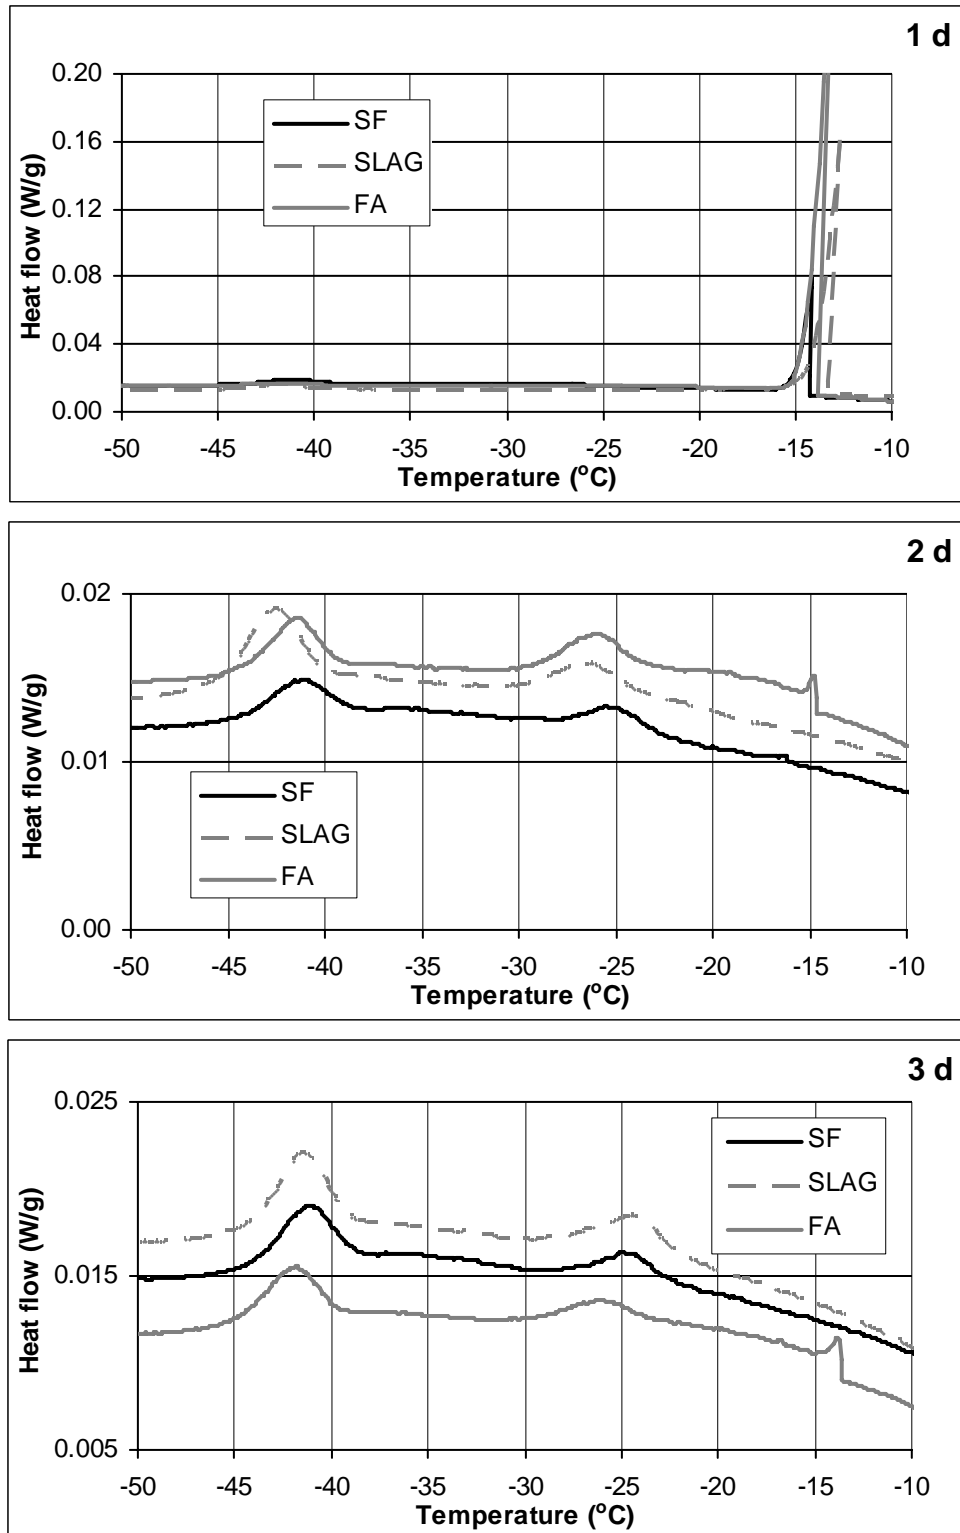 1 d
0.20
0.16
0.12
0.08
0.04
0.00
Heat flow (W/g)
SF
SLAG
FA
-50 -45 -40 -35 -30 -25 -20 -15 -10
Temperature (°C)
2 d
0.02
0.01
0.00
Heat flow (W/g)
SF
SLAG
FA
-50 -45 -40 -35 -30 -25 -20 -15 -10
Temperature (°C)
3 d
0.025
0.015
0.005
Heat flow (W/g)
SF
SLAG
FA
-50 -45 -40 -35 -30 -25 -20 -15 -10
Temperature (°C)